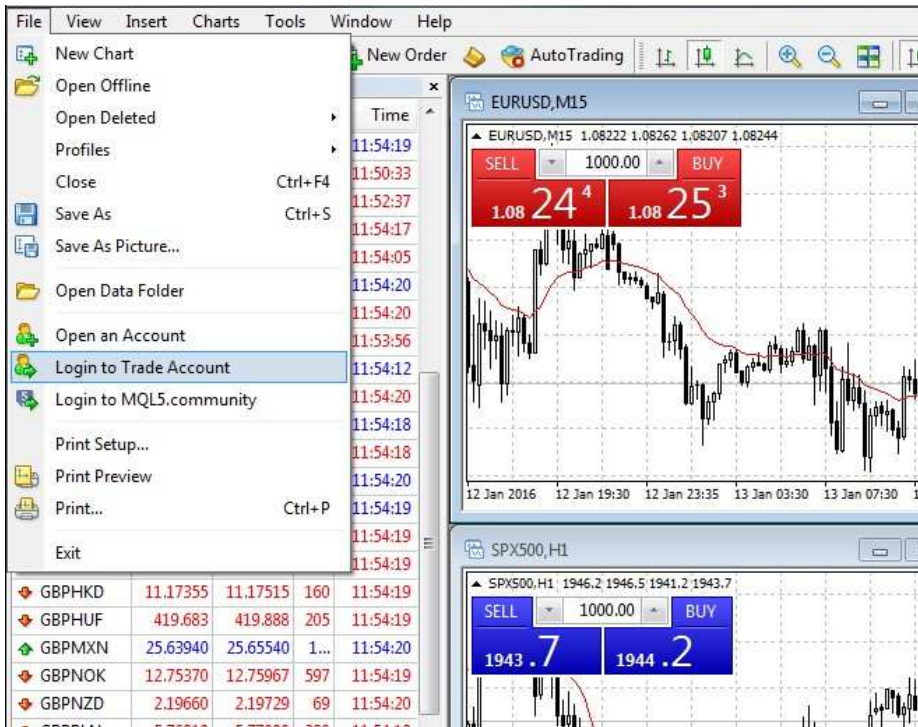 File View Insert Charts Tools Window Help
New Order AutoTrading
New Chart
Open Offline
Open Deleted
Profiles
Close Ctrl+F4
Save As Ctrl+S
Save As Picture...
Open Data Folder
Open an Account
Login to Trade Account
Login to MQL5.community
Print Setup...
Print Preview
Print... Ctrl+P
Exit
Time
11:54:19
11:50:33
11:52:37
11:54:17
11:54:05
11:54:20
11:54:20
11:53:56
11:54:12
11:54:20
11:54:18
11:54:18
11:54:20
11:54:19
11:54:19
11:54:19
GBPHKD 11.17355 11.17515 160 11:54:19
GBPHUF 419.683 419.888 205 11:54:19
GBPMXN 25.63940 25.65540 1... 11:54:20
GBPNOK 12.75370 12.75967 597 11:54:19
GBPNZD 2.19660 2.19729 69 11:54:20
EURUSD,M15
EURUSD,M15 1.08222 1.08262 1.08207 1.08244
SELL 1000.00 BUY
1.08 24 4 1.08 25 3
12 Jan 2016 12 Jan 19:30 12 Jan 23:35 13 Jan 03:30 13 Jan 07:30
SPX500,H1
SPX500,H1 1946.2 1946.5 1941.2 1943.7
SELL 1000.00 BUY
1943 .7 1944 .2